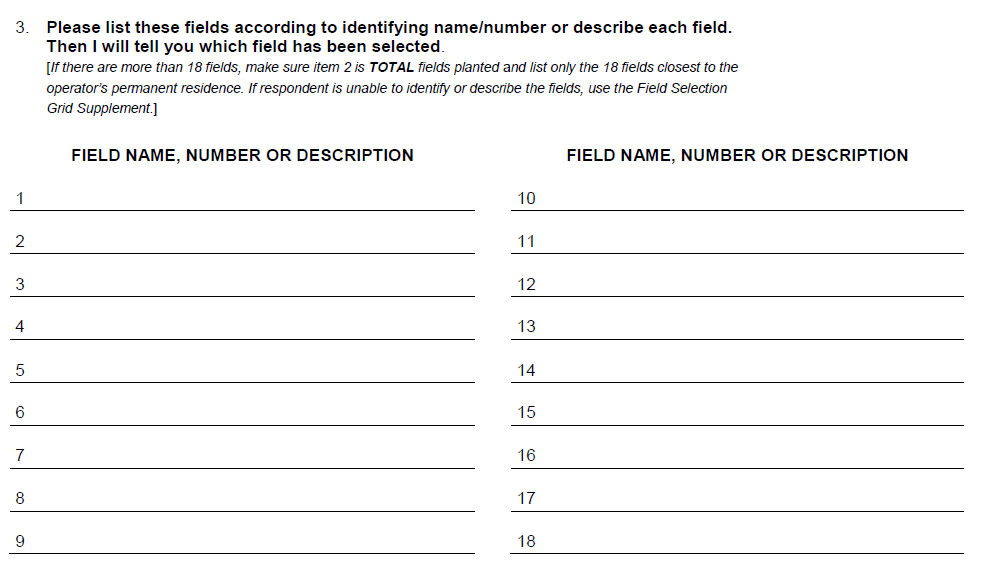 3. Please list these fields according to identifying name/number or describe each field.
Then I will tell you which field has been selected.
[If there are more than 18 fields, make sure item 2 is TOTAL fields planted and list only the 18 fields closest to the
operator's permanent residence. If respondent is unable to identify or describe the fields, use the Field Selection
Grid Supplement.]
FIELD NAME, NUMBER OR DESCRIPTION
1
2
3
4
5
6
7
8
9
FIELD NAME, NUMBER OR DESCRIPTION
10
11
12
13
14
15
16
17
18